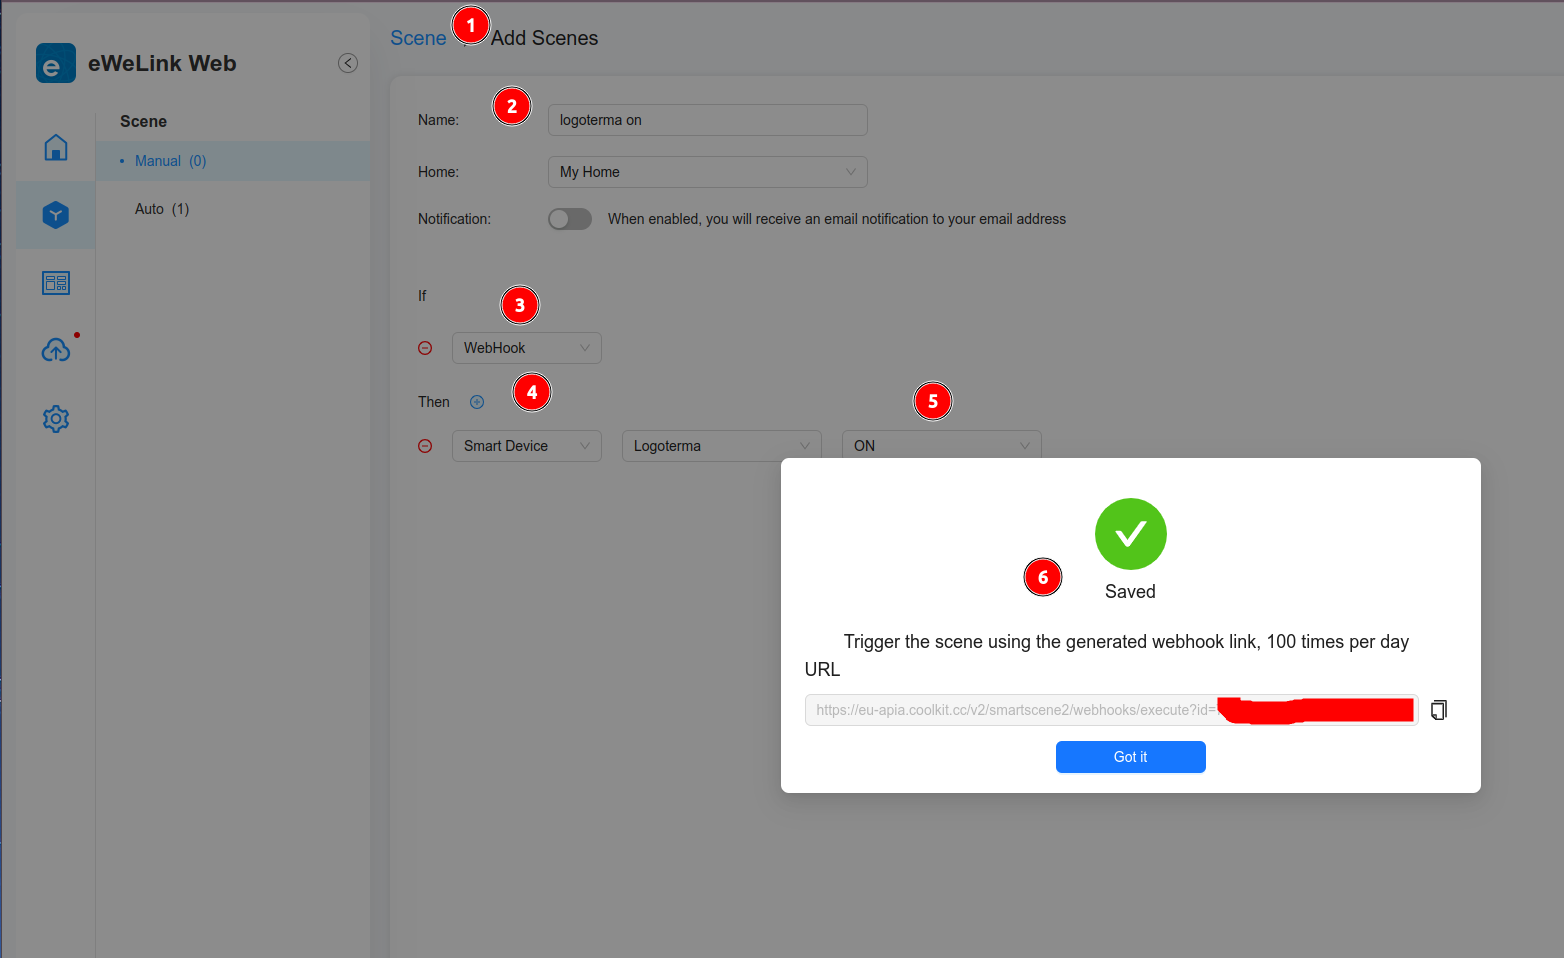 eWeLink Web
Scene
Manual (0)
Auto (1)
Scene
1
Add Scenes
Name:
2
logoterma on
Home:
My Home
Notification:
When enabled, you will receive an email notification to your email address
If
3
WebHook
Then
4
5
Smart Device
Logoterma
ON
6
Saved
Trigger the scene using the generated webhook link, 100 times per day
URL
https://eu-apia.coolkit.cc/v2/smartscene2/webhooks/execute?id=
Got it